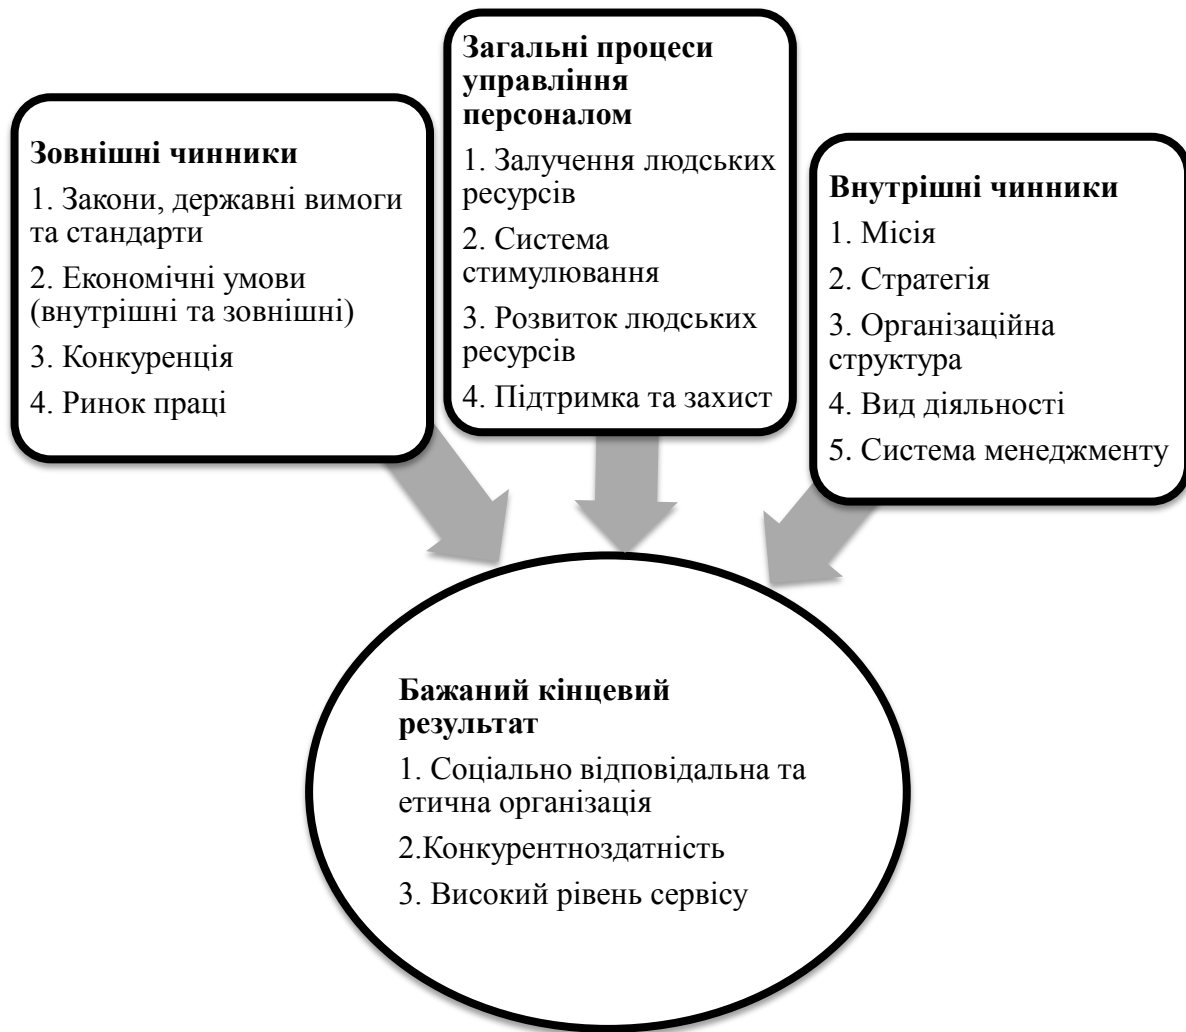 Зовнішні чинники
1. Закони, державні вимоги
та стандарти
2. Економічні умови
(внутрішні та зовнішні)
3. Конкуренція
4. Ринок праці
Загальні процеси
управління
персоналом
1. Залучення людських
ресурсів
2. Система
стимулювання
3. Розвиток людських
ресурсів
4. Підтримка та захист
Внутрішні чинники
1. Місія
2. Стратегія
3. Організаційна
структура
4. Вид діяльності
5. Система менеджменту
Бажаний кінцевий
результат
1. Соціально відповідальна та
етична організація
2.Конкурентноздатність
3. Високий рівень сервісу